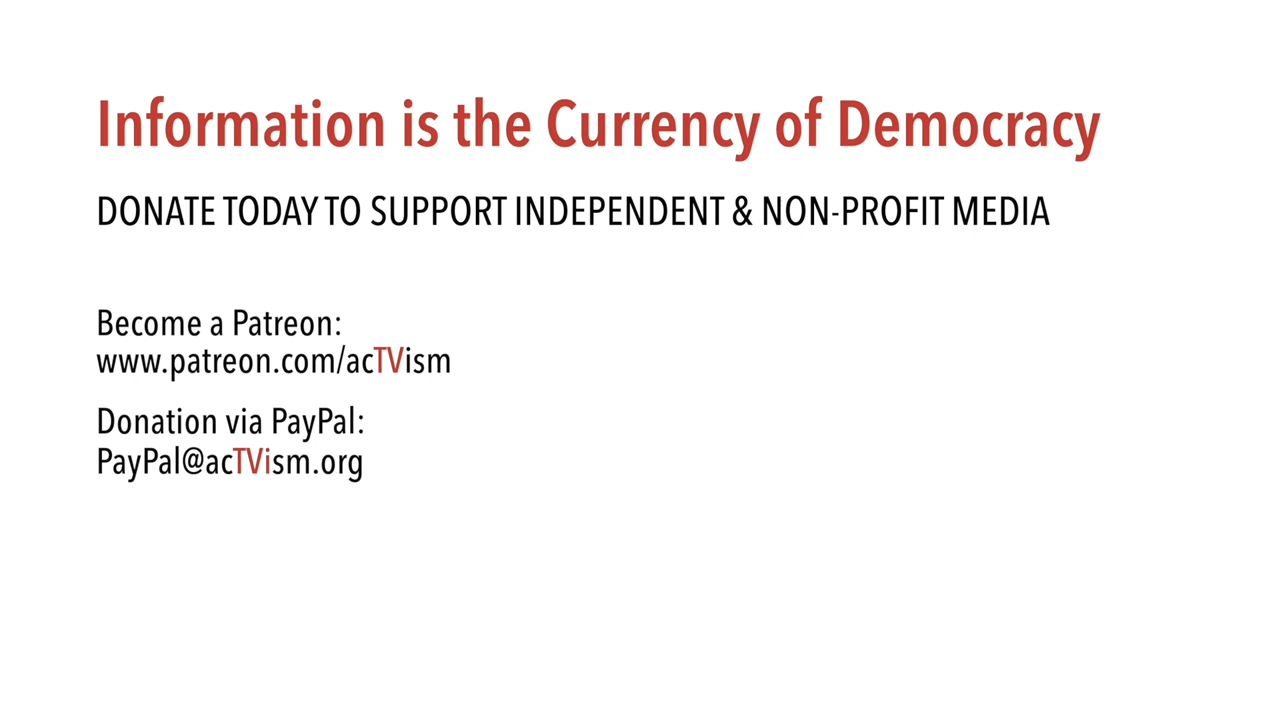 Information is the Currency of Democracy
DONATE TODAY TO SUPPORT INDEPENDENT & NON-PROFIT MEDIA
Become a Patreon:
www.patreon.com/acTVism
Donation via PayPal:
PayPal@acTVism.org